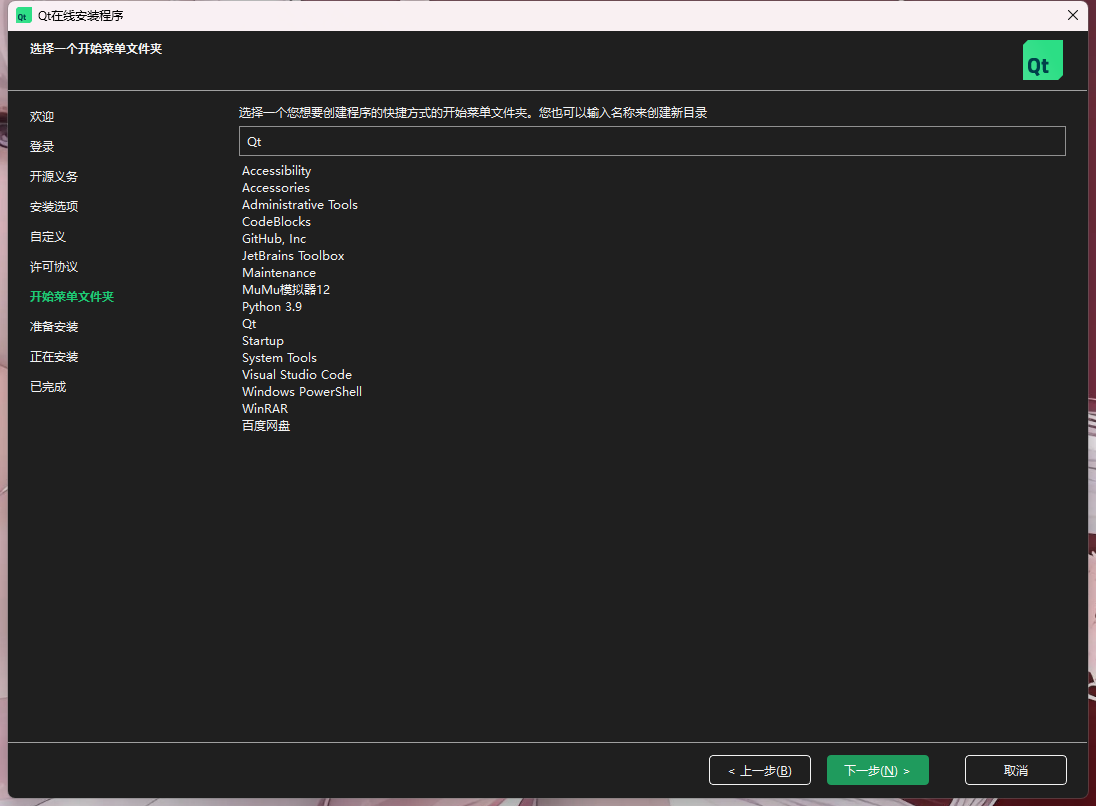 Qt在线安装程序
选择一个开始菜单文件夹
Qt
欢迎
登录
开源义务
安装选项
自定义
许可协议
开始菜单文件夹
准备安装
正在安装
已完成
选择一个您想要创建程序的快捷方式的开始菜单文件夹。您也可以输入名称来创建新目录
Qt
Accessibility
Accessories
Administrative Tools
CodeBlocks
GitHub, Inc
JetBrains Toolbox
Maintenance
MuMu模拟器12
Python 3.9
Qt
Startup
System Tools
Visual Studio Code
Windows PowerShell
WinRAR
百度网盘
< 上一步(B)
下一步(N) >
取消